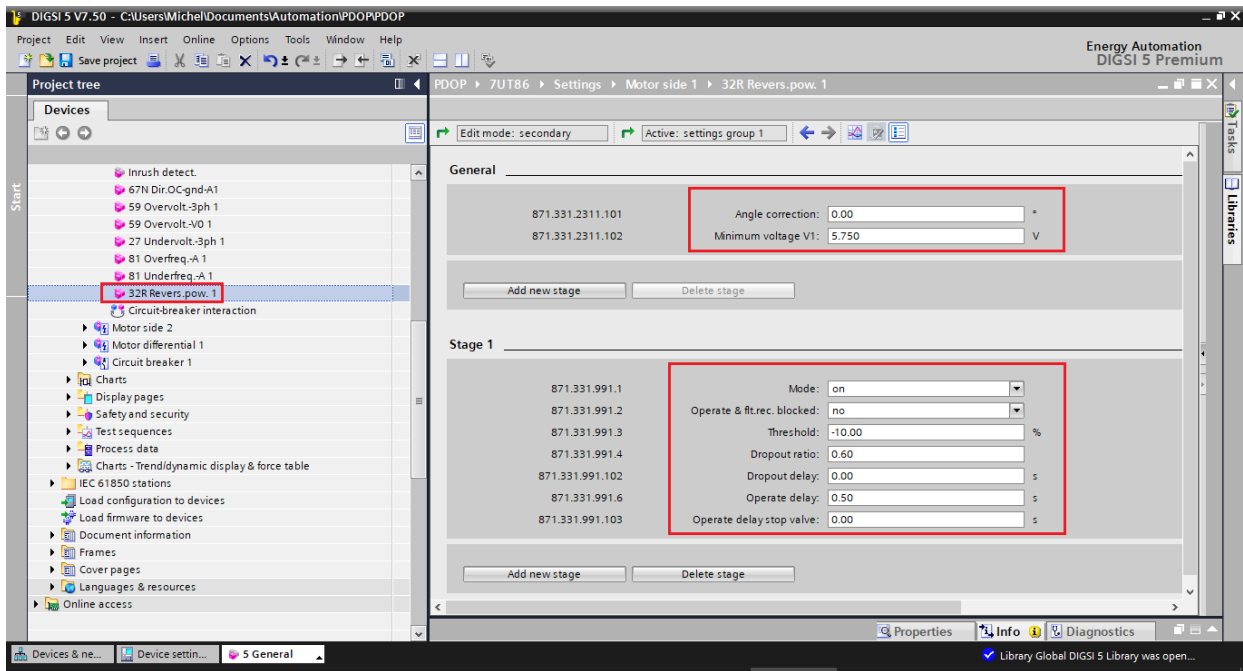 DIGSI 5 V7.50 - C:\Users\Michel\Documents\Automation\PDOP\PDOP
Project Edit View Insert Online Options Tools Window Help
Save project
Energy Automation
DIGSI 5 Premium
Project tree
PDOP ▸ 7UT86 ▸ Settings ▸ Motor side 1 ▸ 32R Revers.pow. 1
Devices
Start
Edit mode: secondary
Active: settings group 1
Tasks
Libraries
Inrush detect.
67N Dir.OC-gnd-A1
59 Overvolt.-3ph 1
59 Overvolt.-V0 1
27 Undervolt.-3ph 1
81 Overfreq.-A 1
81 Underfreq.-A 1
32R Revers.pow. 1
Circuit-breaker interaction
Motor side 2
Motor differential 1
Circuit breaker 1
Charts
Display pages
Safety and security
Test sequences
Process data
Charts - Trend/dynamic display & force table
IEC 61850 stations
Load configuration to devices
Load firmware to devices
Document information
Frames
Cover pages
Languages & resources
Online access
General
871.331.2311.101 Angle correction: 0.00 °
871.331.2311.102 Minimum voltage V1: 5.750 V
Add new stage Delete stage
Stage 1
871.331.991.1 Mode: on
871.331.991.2 Operate & flt.rec. blocked: no
871.331.991.3 Threshold: -10.00 %
871.331.991.4 Dropout ratio: 0.60
871.331.991.102 Dropout delay: 0.00 s
871.331.991.6 Operate delay: 0.50 s
871.331.991.103 Operate delay stop valve: 0.00 s
Add new stage Delete stage
Properties Info Diagnostics
Devices & ne... Device settin... 5 General
Library Global DIGSI 5 Library was open...